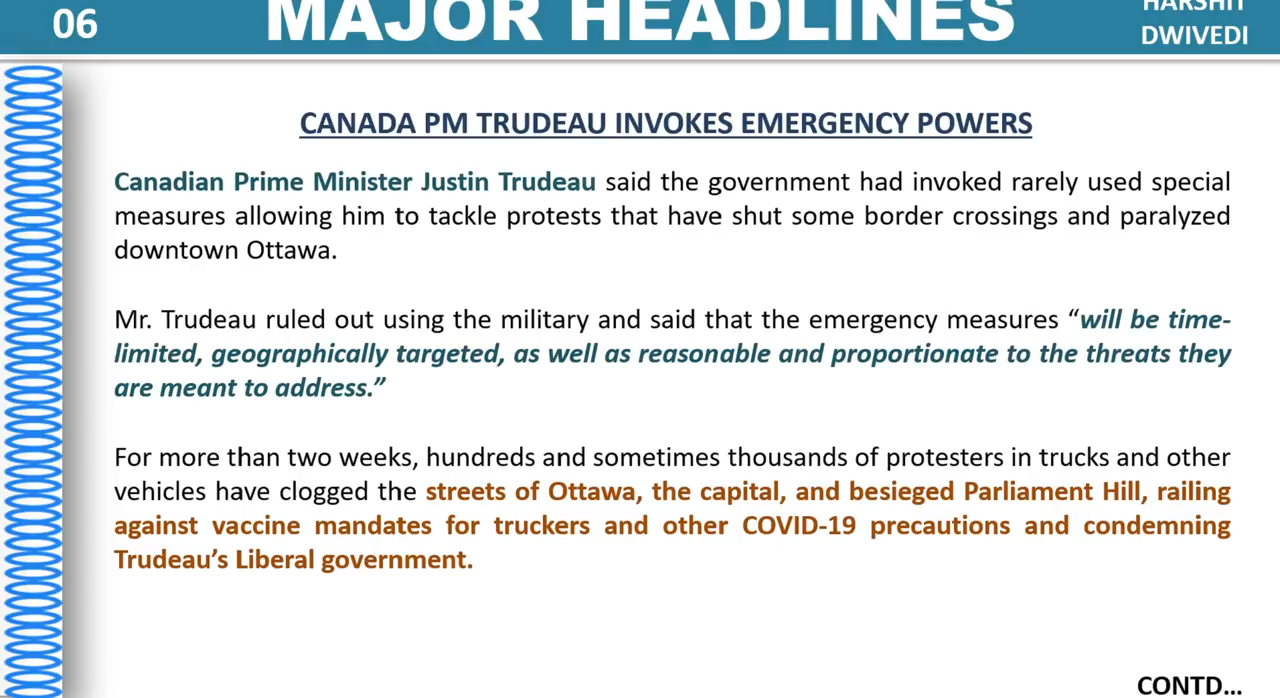 06
MAJOR HEADLINES
HARSHIT
DWIVEDI
CANADA PM TRUDEAU INVOKES EMERGENCY POWERS
Canadian Prime Minister Justin Trudeau said the government had invoked rarely used special
measures allowing him to tackle protests that have shut some border crossings and paralyzed
downtown Ottawa.
Mr. Trudeau ruled out using the military and said that the emergency measures “will be time-
limited, geographically targeted, as well as reasonable and proportionate to the threats they
are meant to address.”
For more than two weeks, hundreds and sometimes thousands of protesters in trucks and other
vehicles have clogged the streets of Ottawa, the capital, and besieged Parliament Hill, railing
against vaccine mandates for truckers and other COVID-19 precautions and condemning
Trudeau’s Liberal government.
CONTD...